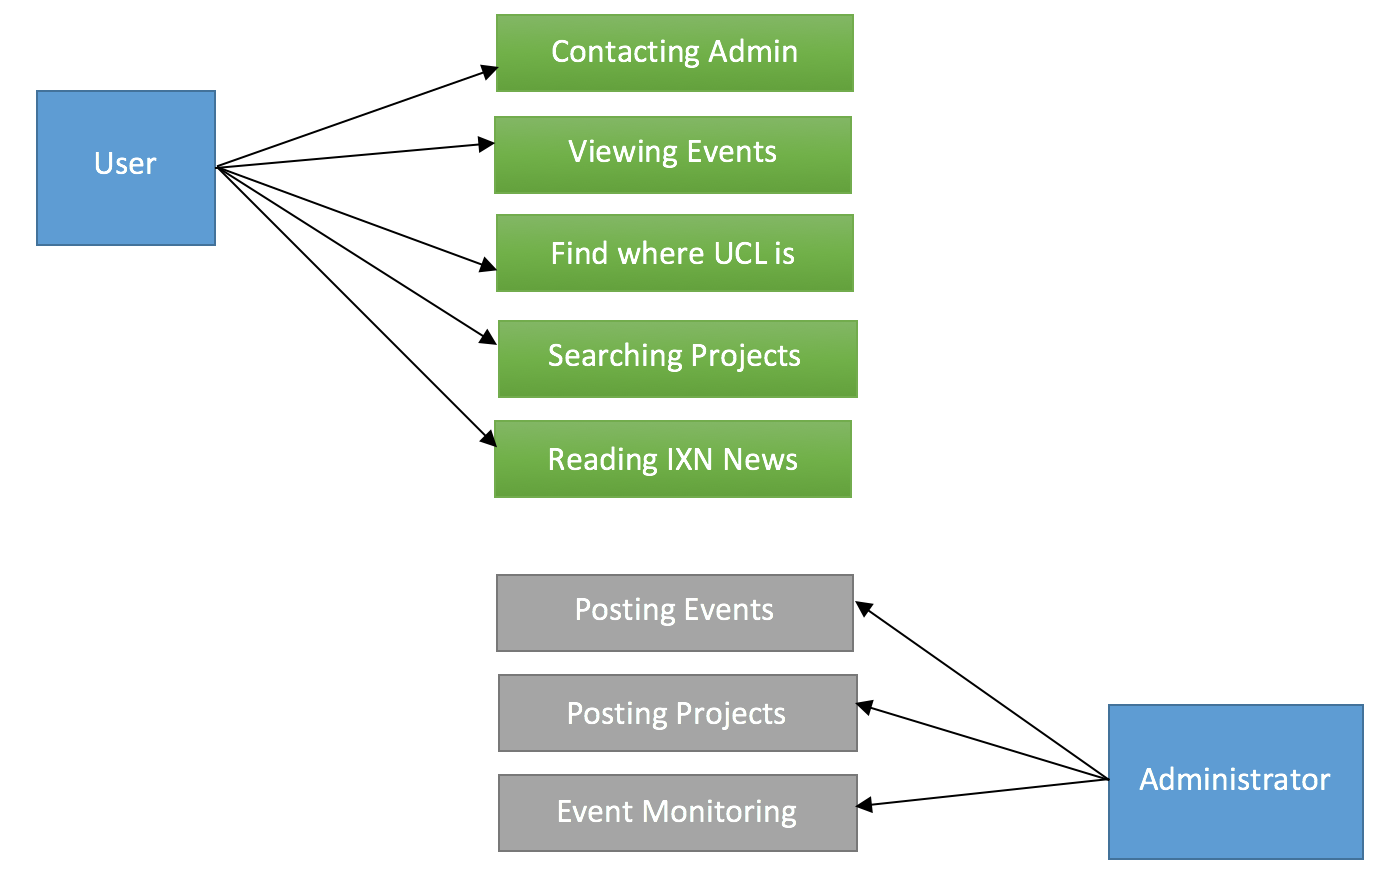 Contacting Admin
User
Viewing Events
Find where UCL is
Searching Projects
Reading IXN News
Posting Events
Posting Projects
Administrator
Event Monitoring